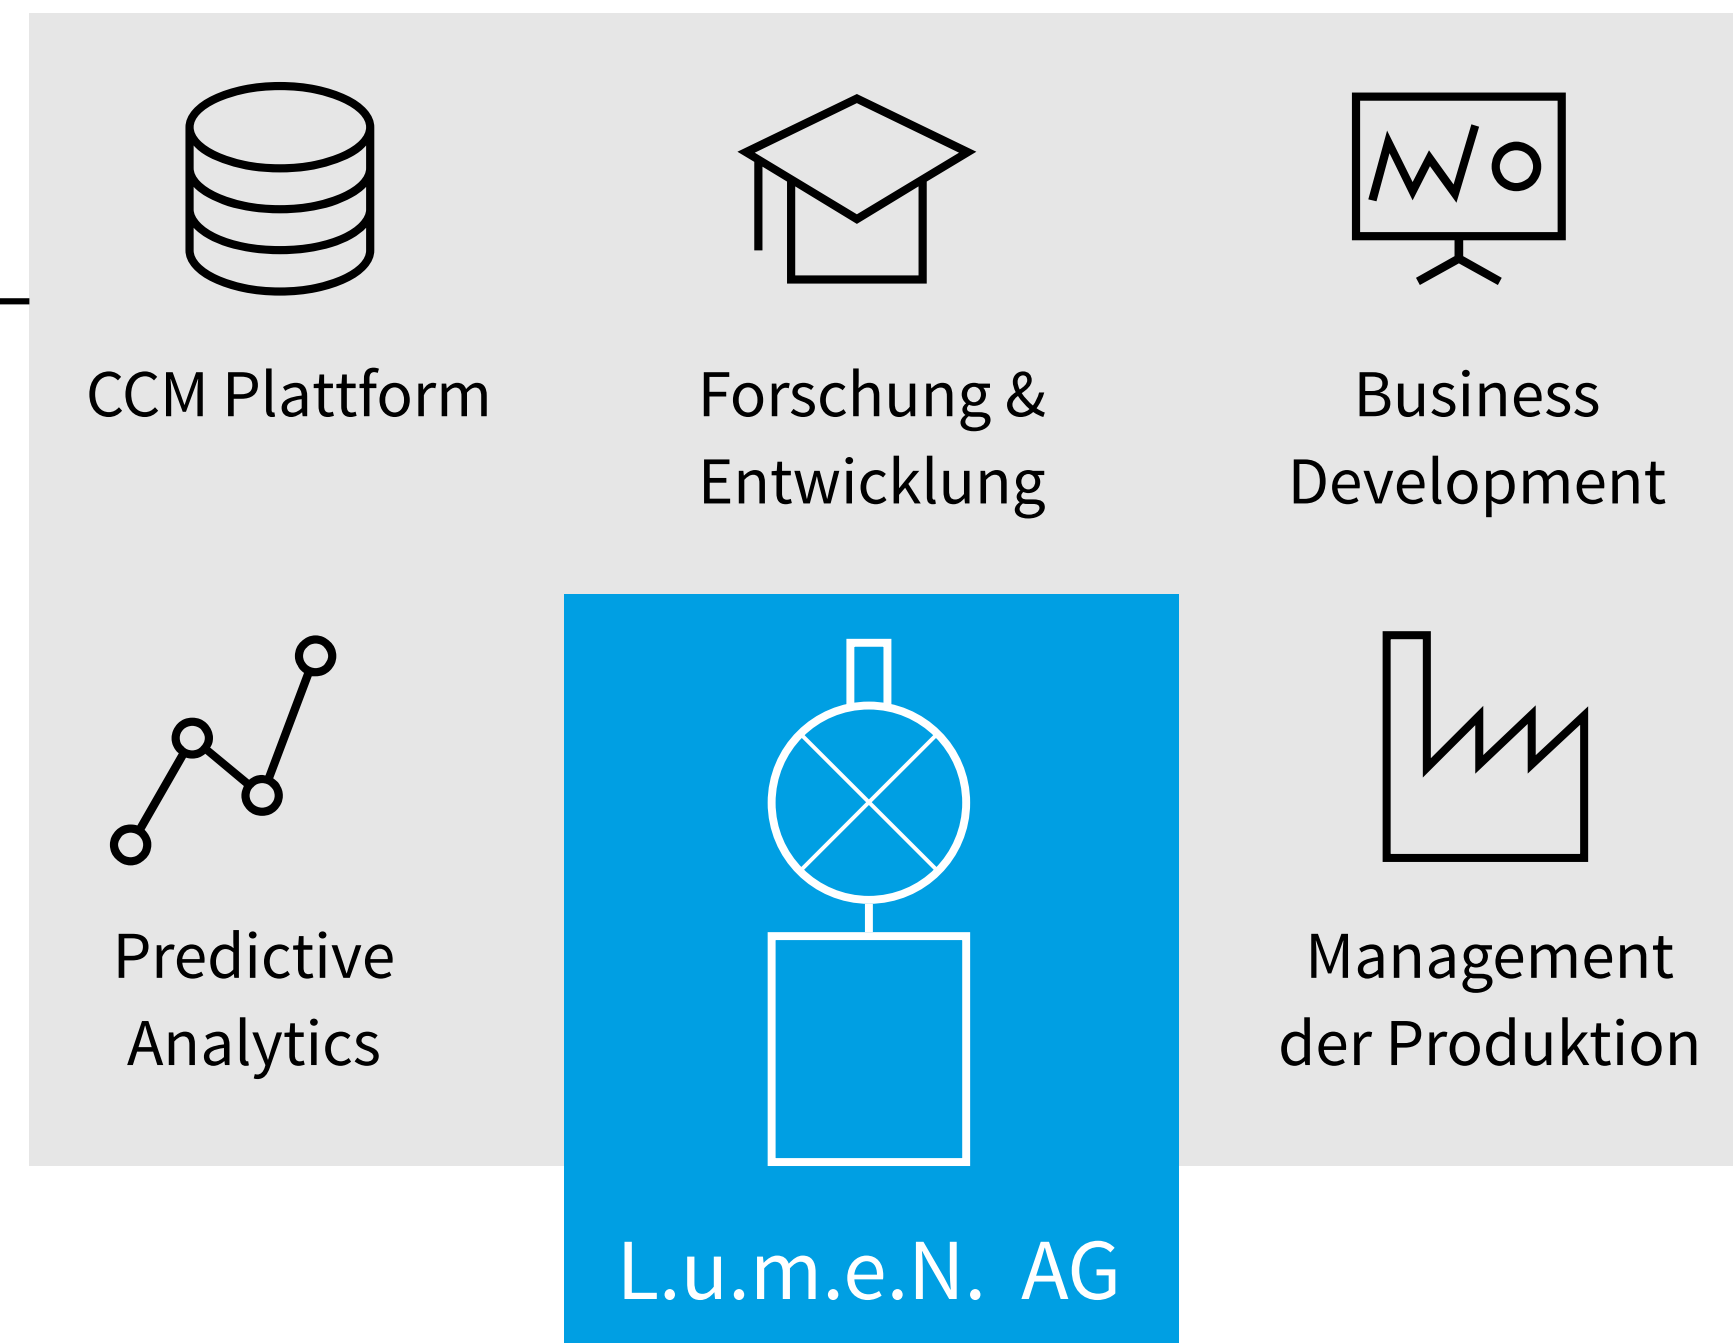 CCM Plattform
Forschung &
Entwicklung
Business
Development
Predictive
Analytics
Management
der Produktion
L.u.m.e.N. AG